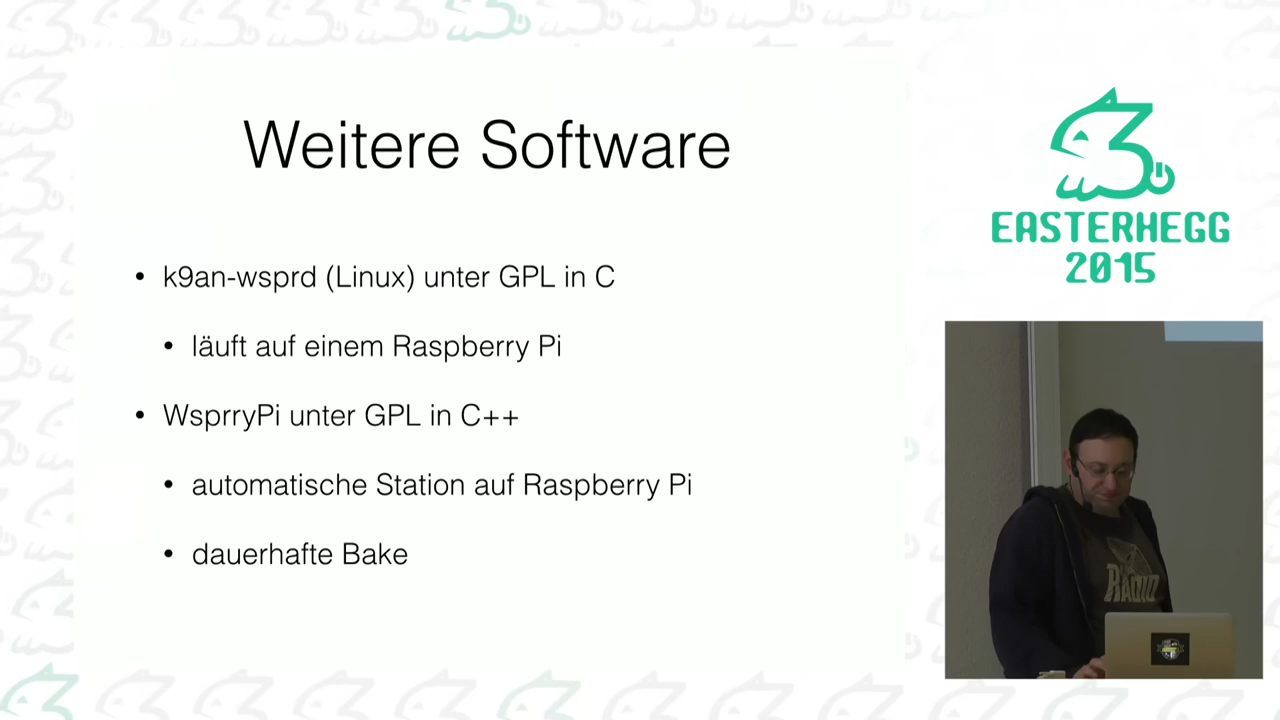 Weitere Software
• k9an-wsprd (Linux) unter GPL in C
• läuft auf einem Raspberry Pi
• WsprryPi unter GPL in C++
• automatische Station auf Raspberry Pi
• dauerhafte Bake
EASTERHEGG
2015
RADIO